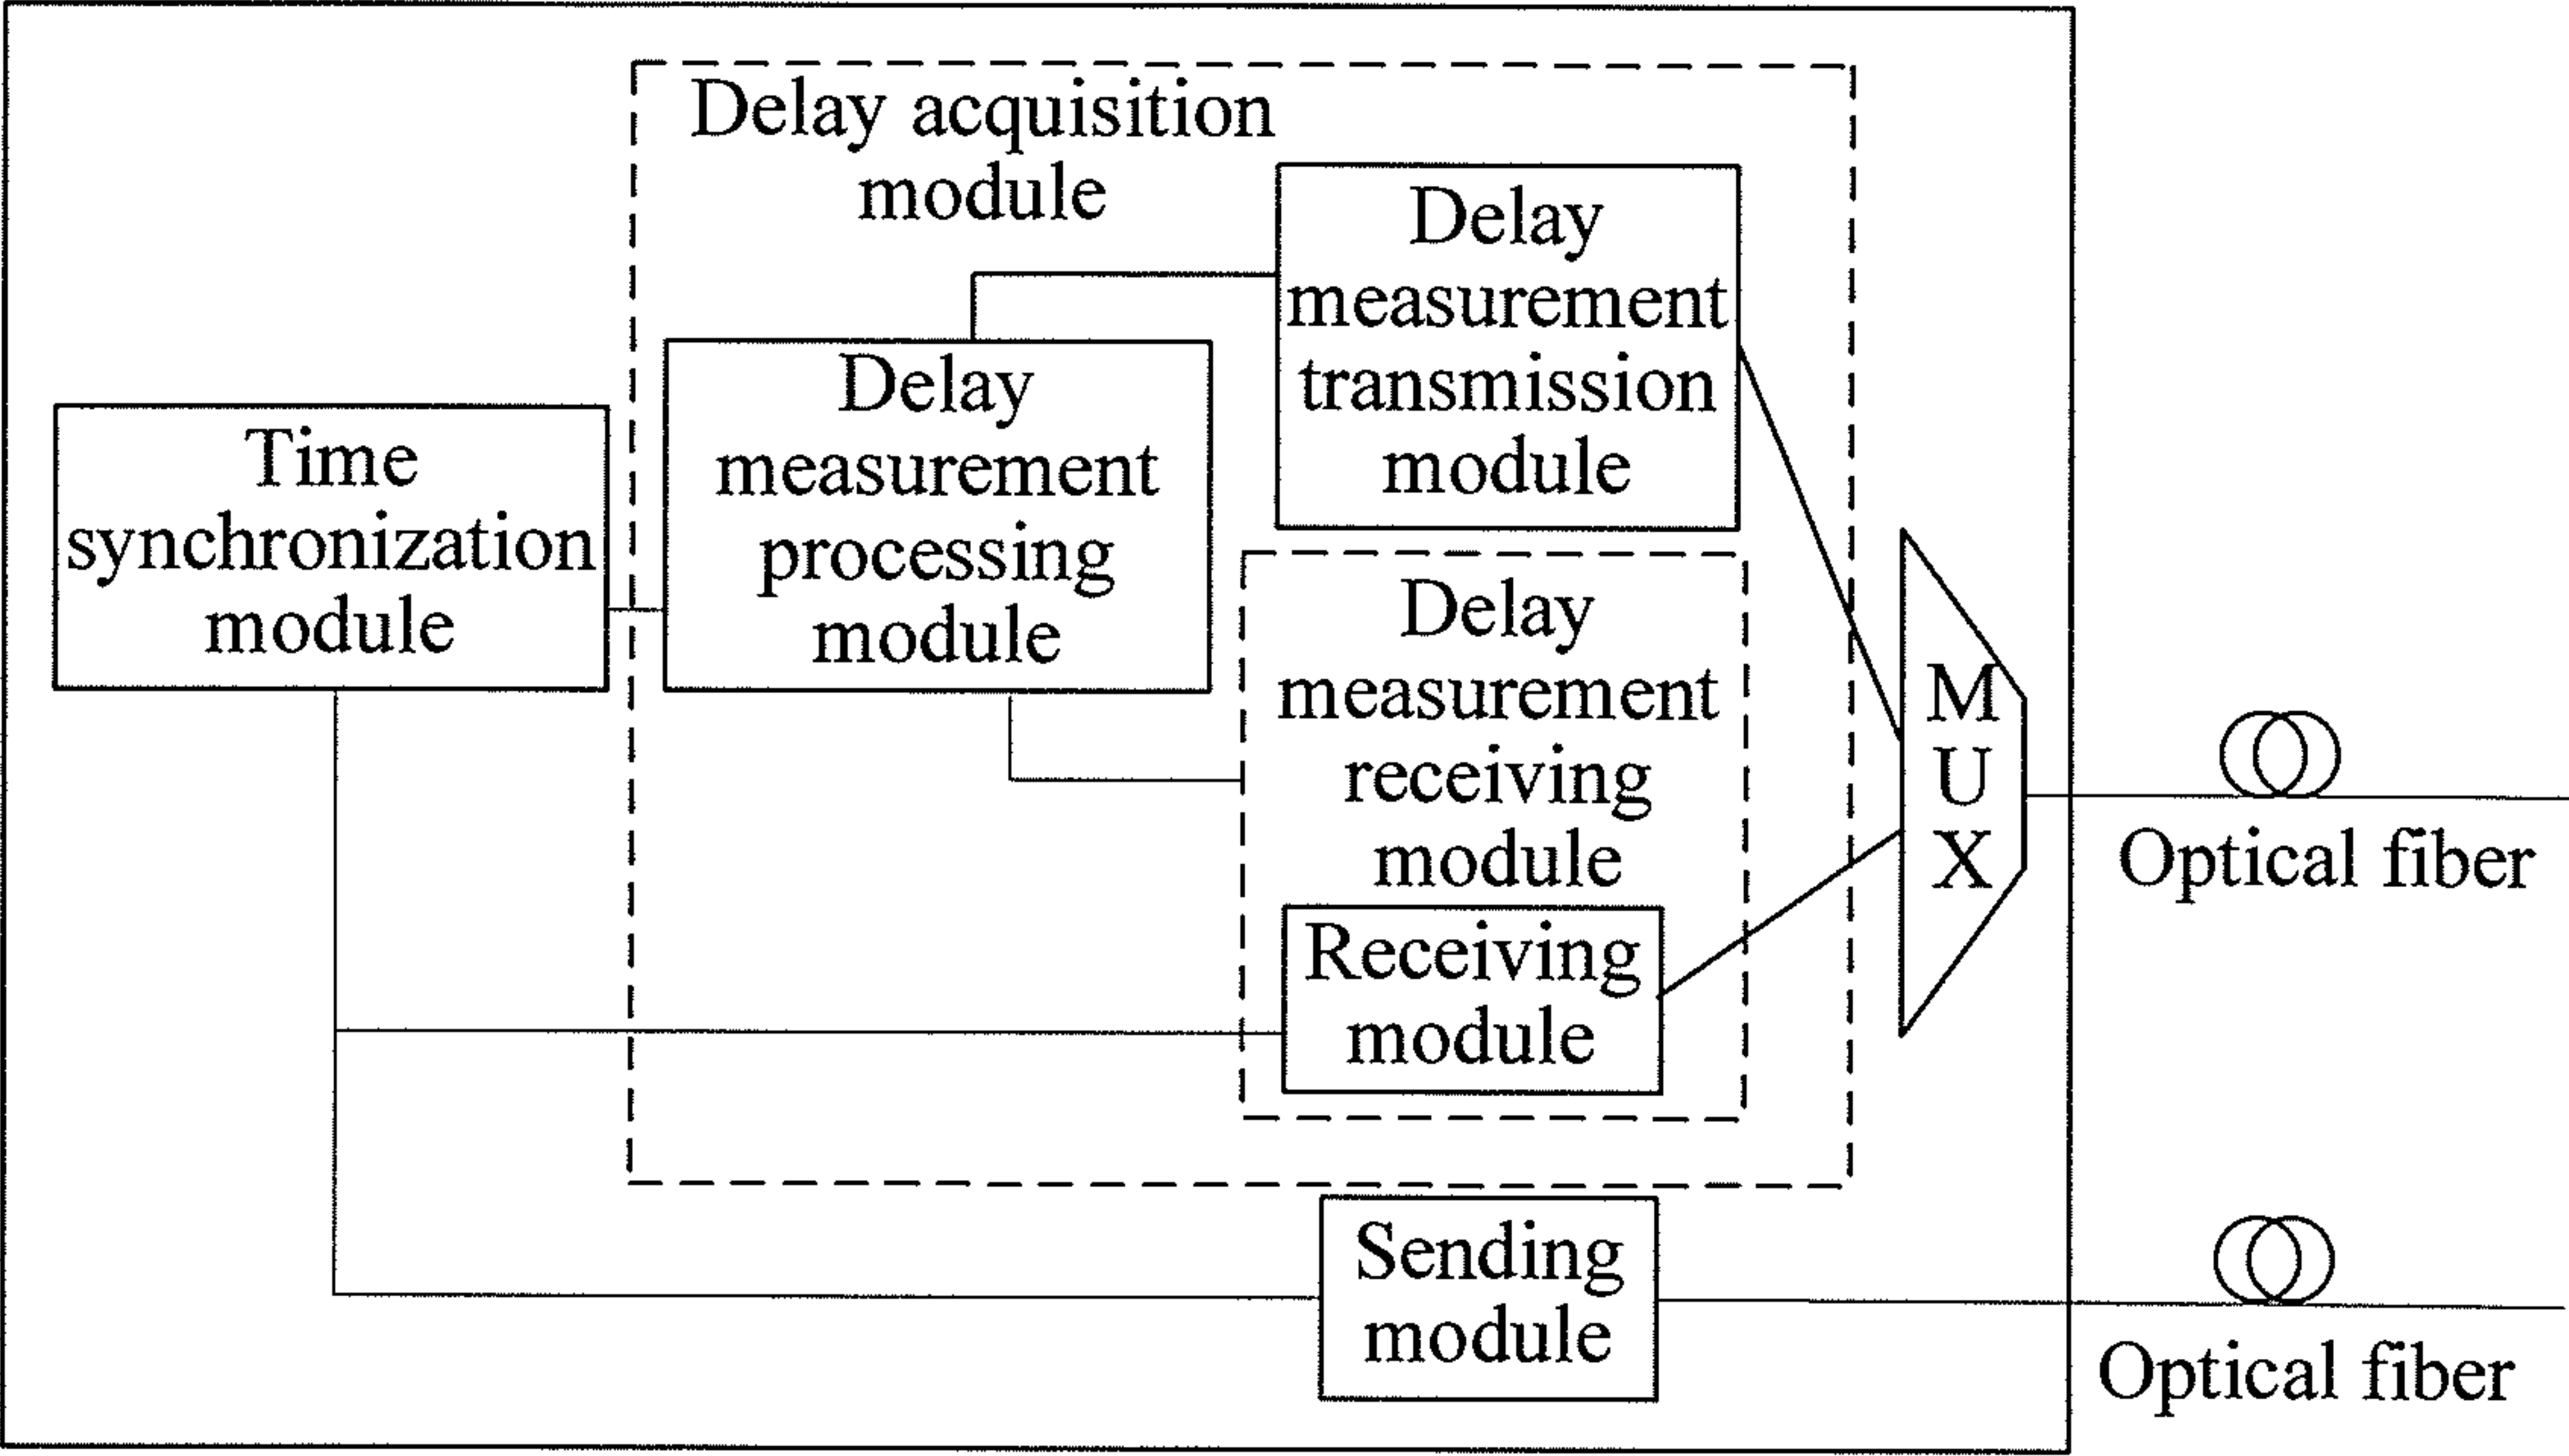 Delay acquisition
module
Delay
measurement
transmission
module
Delay
measurement
processing
module
Time
synchronization
module
Delay
measurement
receiving
module
Receiving
module
M
U
X
Optical fiber
Sending
module
Optical fiber